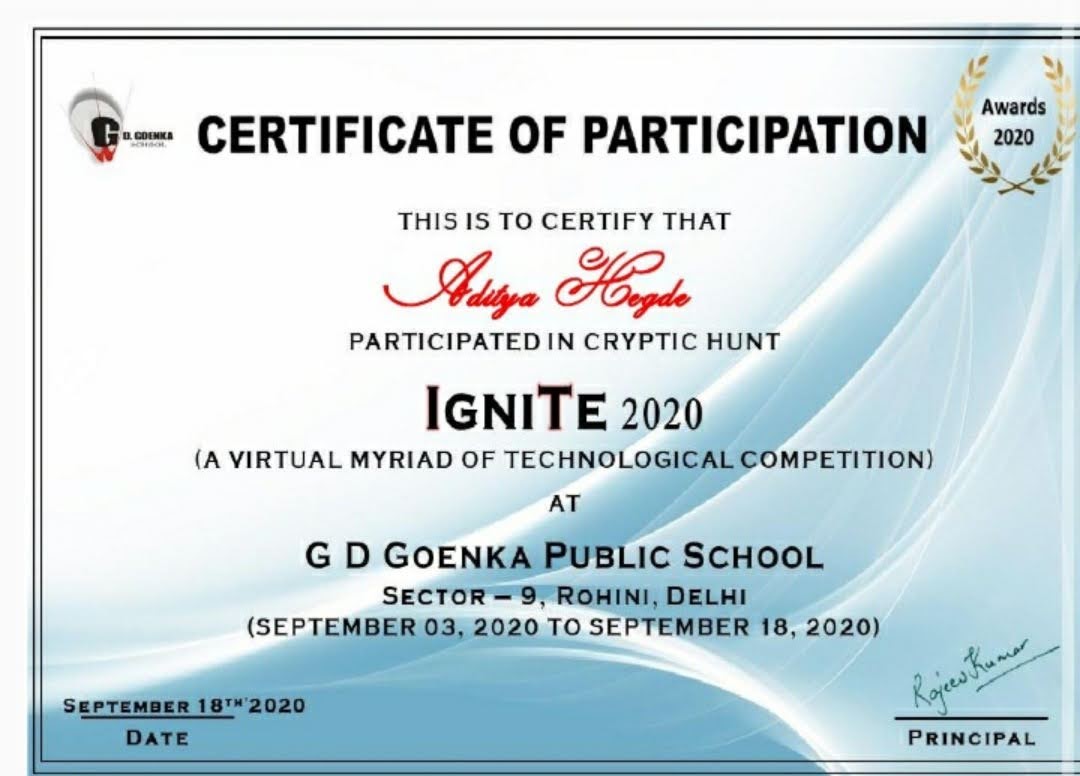 G D. GOENKA
SCHOOL
CERTIFICATE OF PARTICIPATION
Awards
2020
THIS IS TO CERTIFY THAT
Aditya Hegde
PARTICIPATED IN CRYPTIC HUNT
IGNITE 2020
(A VIRTUAL MYRIAD OF TECHNOLOGICAL COMPETITION)
AT
G D GOENKA PUBLIC SCHOOL
SECTOR – 9, ROHINI, DELHI
(SEPTEMBER 03, 2020 TO SEPTEMBER 18, 2020)
Rajeev Kumar
SEPTEMBER 18TH'2020
DATE
PRINCIPAL